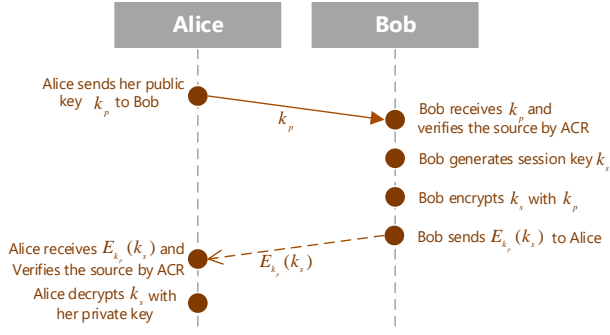 Alice
Bob
Alice sends her public
key k_p to Bob
k_p
Bob receives k_p and
verifies the source by ACR
Bob generates session key k_s
Bob encrypts k_s with k_p
Bob sends E_{k_p}(k_s) to Alice
E_{k_p}(k_s)
Alice receives E_{k_p}(k_s) and
Verifies the source by ACR
Alice decrypts k_s with
her private key